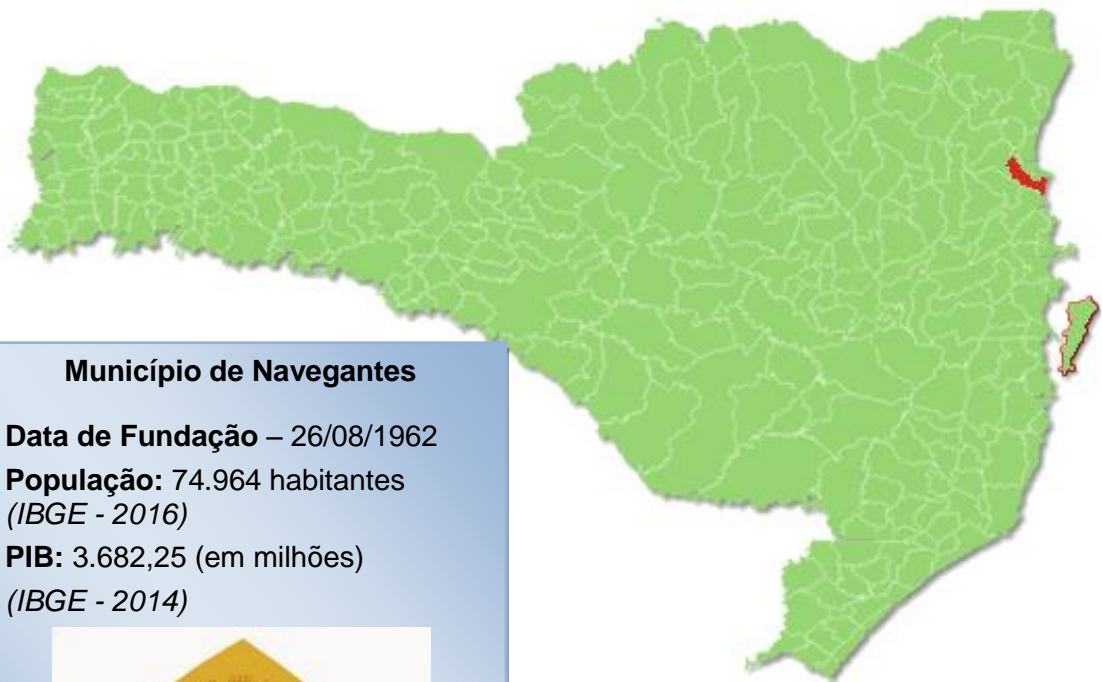 Município de Navegantes
Data de Fundação – 26/08/1962
População: 74.964 habitantes
(IBGE - 2016)
PIB: 3.682,25 (em milhões)
(IBGE - 2014)